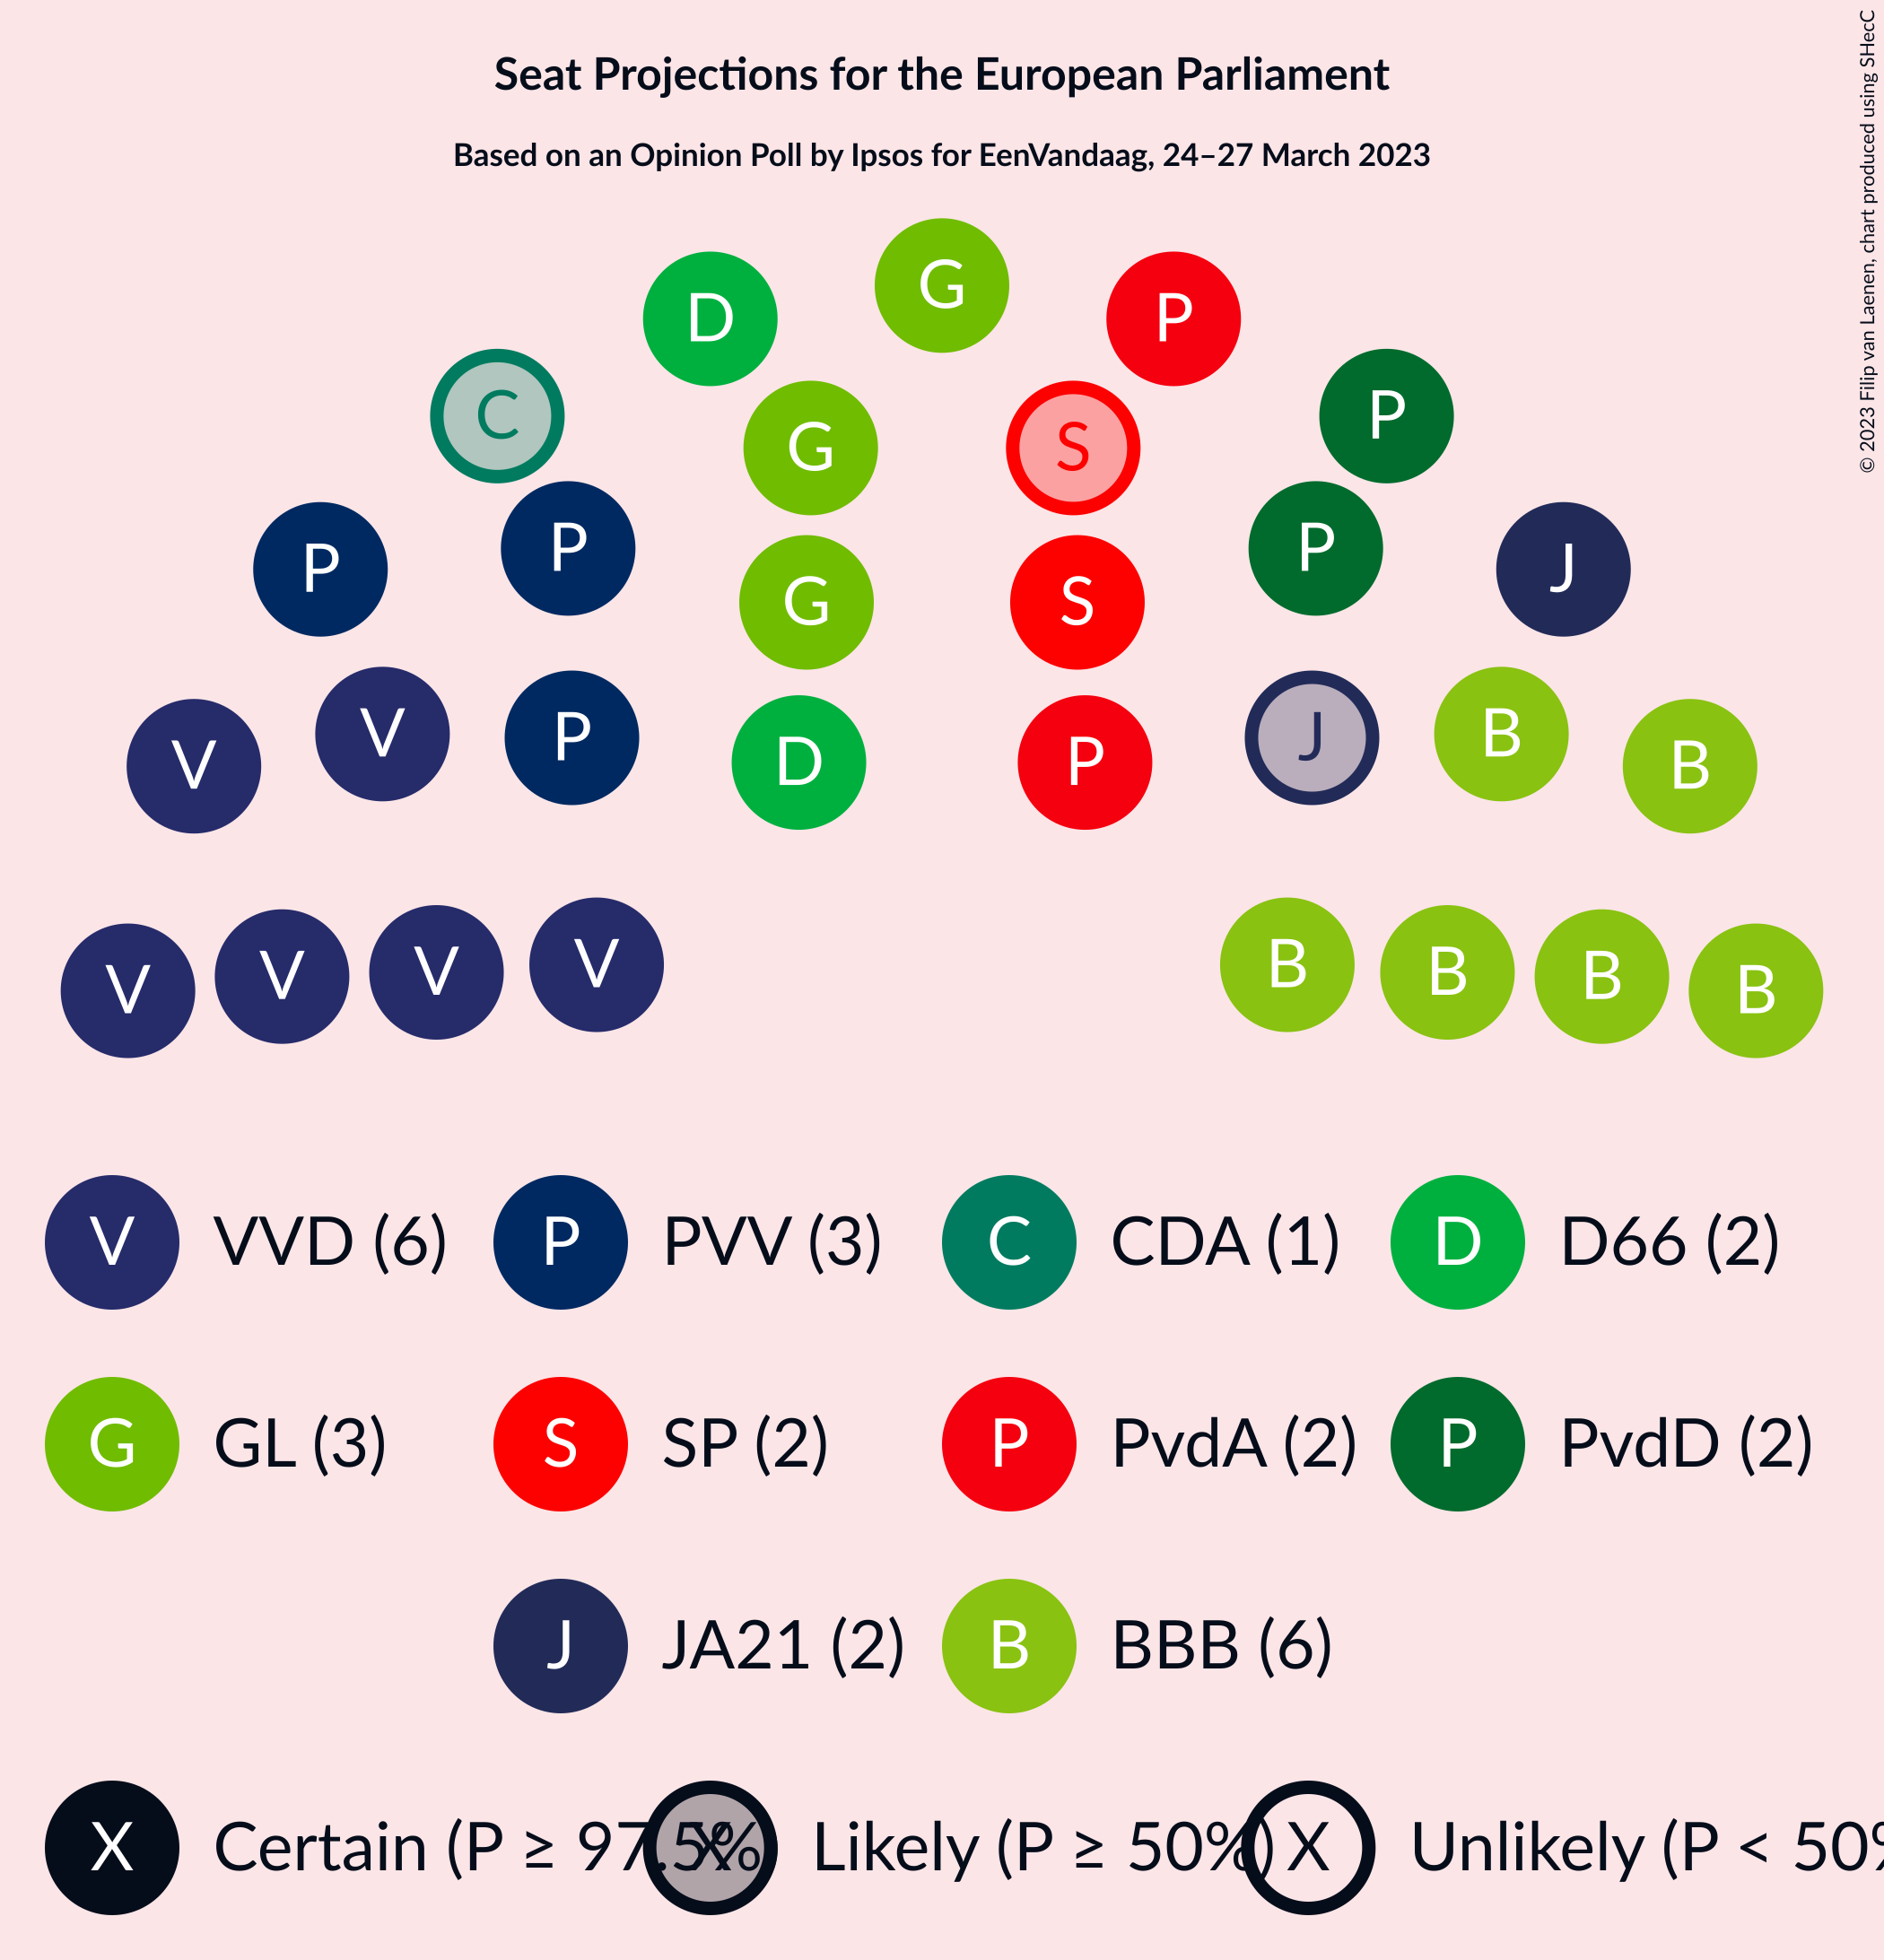 Seat Projections for the European Parliament
Based on an Opinion Poll by Ipsos for EenVandaag, 24–27 March 2023
© 2023 Filip van Laenen, chart produced using SHecC
G
D P
C P
G S
P P P J
G S
V V P D P J B B
V V V V B B B B
V VVD (6) P PVV (3) C CDA (1) D D66 (2)
G GL (3) S SP (2) P PvdA (2) P PvdD (2)
J JA21 (2) B BBB (6)
X Certain (P ≥ 97.5% X Likely (P ≥ 50%) X Unlikely (P < 50%